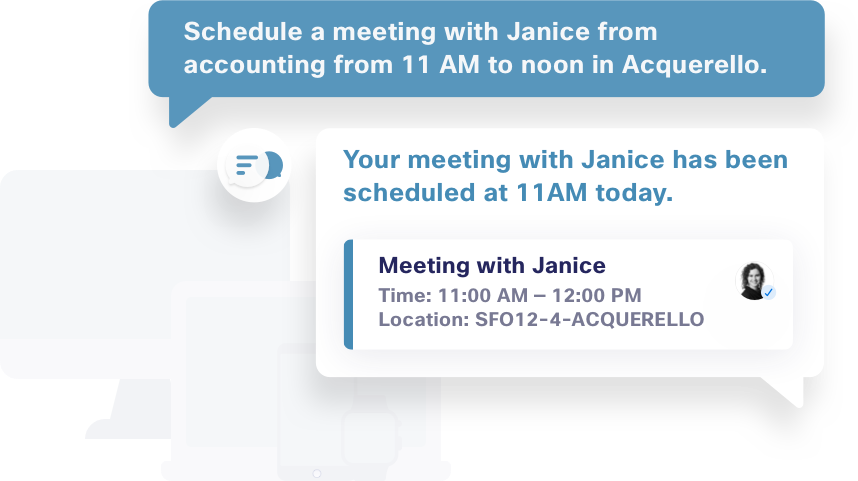 Schedule a meeting with Janice from
accounting from 11 AM to noon in Acquerello.
Your meeting with Janice has been
scheduled at 11AM today.
Meeting with Janice
Time: 11:00 AM – 12:00 PM
Location: SFO12-4-ACQUERELLO